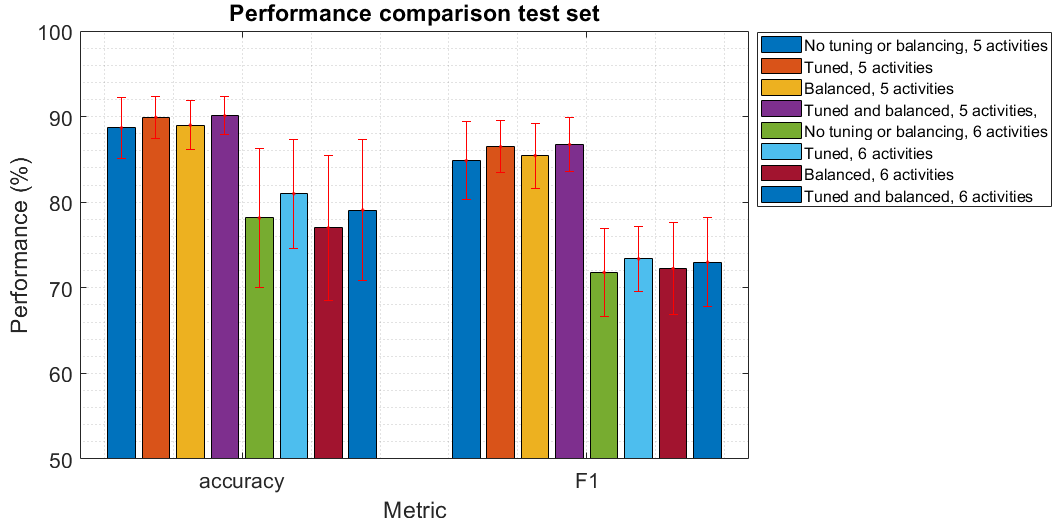 Performance comparison test set
100
90
80
70
60
50
Performance (%)
accuracy
F1
Metric
No tuning or balancing, 5 activities
Tuned, 5 activities
Balanced, 5 activities
Tuned and balanced, 5 activities,
No tuning or balancing, 6 activities
Tuned, 6 activities
Balanced, 6 activities
Tuned and balanced, 6 activities